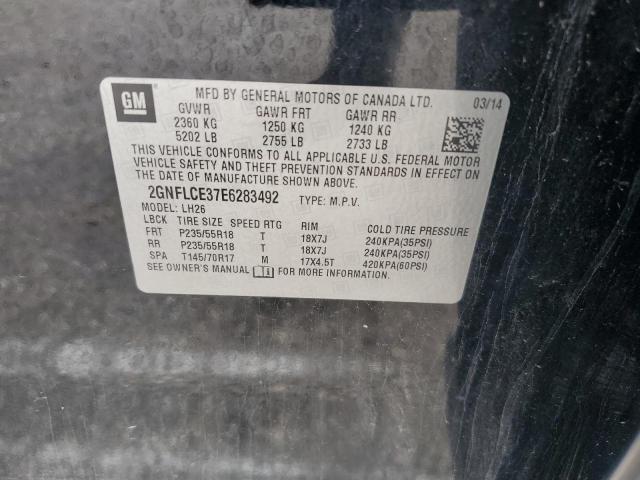 GM
MFD BY GENERAL MOTORS OF CANADA LTD. 03/14
GVWR GAWR FRT GAWR RR
2360 KG 1250 KG 1240 KG
5202 LB 2755 LB 2733 LB
THIS VEHICLE CONFORMS TO ALL APPLICABLE U.S. FEDERAL MOTOR
VEHICLE SAFETY AND THEFT PREVENTION STANDARDS IN EFFECT ON
THE DATE OF MANUFACTURE SHOWN ABOVE.
2GNFLCE37E6283492 TYPE: M.P.V.
MODEL: LH26
LBCK TIRE SIZE SPEED RTG RIM COLD TIRE PRESSURE
FRT P235/55R18 T 18X7J 240KPA(35PSI)
RR P235/55R18 T 18X7J 240KPA(35PSI)
SPA T145/70R17 M 17X4.5T 420KPA(60PSI)
SEE OWNER'S MANUAL FOR MORE INFORMATION.